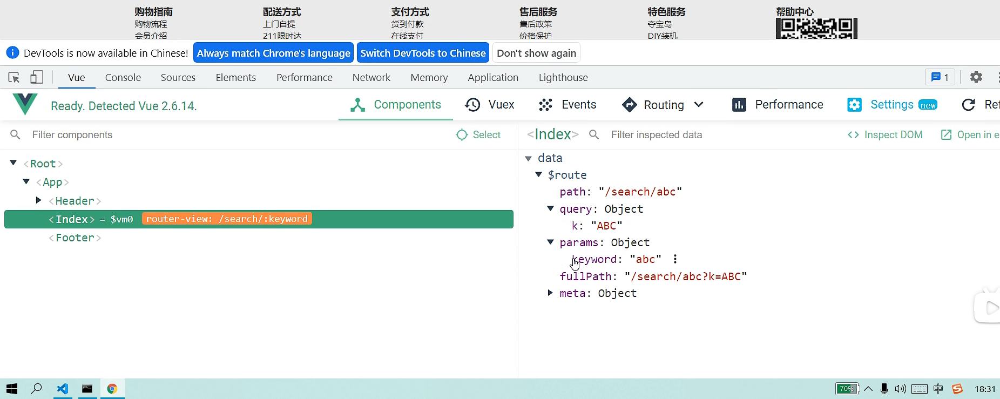 购物指南 配送方式 支付方式 售后服务 特色服务 帮助中心
购物流程 上门自提 货到付款 售后政策 夺宝岛
会员介绍 211限时达 在线支付 价格保护 DIY装机
DevTools is now available in Chinese! Always match Chrome's language Switch DevTools to Chinese Don't show again
Vue Console Sources Elements Performance Network Memory Application Lighthouse 1
Ready. Detected Vue 2.6.14. Components Vuex Events Routing Performance Settings new Ref
Filter components Select <Index> Filter inspected data <> Inspect DOM Open in e
<Root>
<App>
<Header>
<Index> = $vm0 router-view: /search/:keyword
<Footer>
data
$route
path: "/search/abc"
query: Object
k: "ABC"
params: Object
keyword: "abc"
fullPath: "/search/abc?k=ABC"
meta: Object
70% 中 18:31